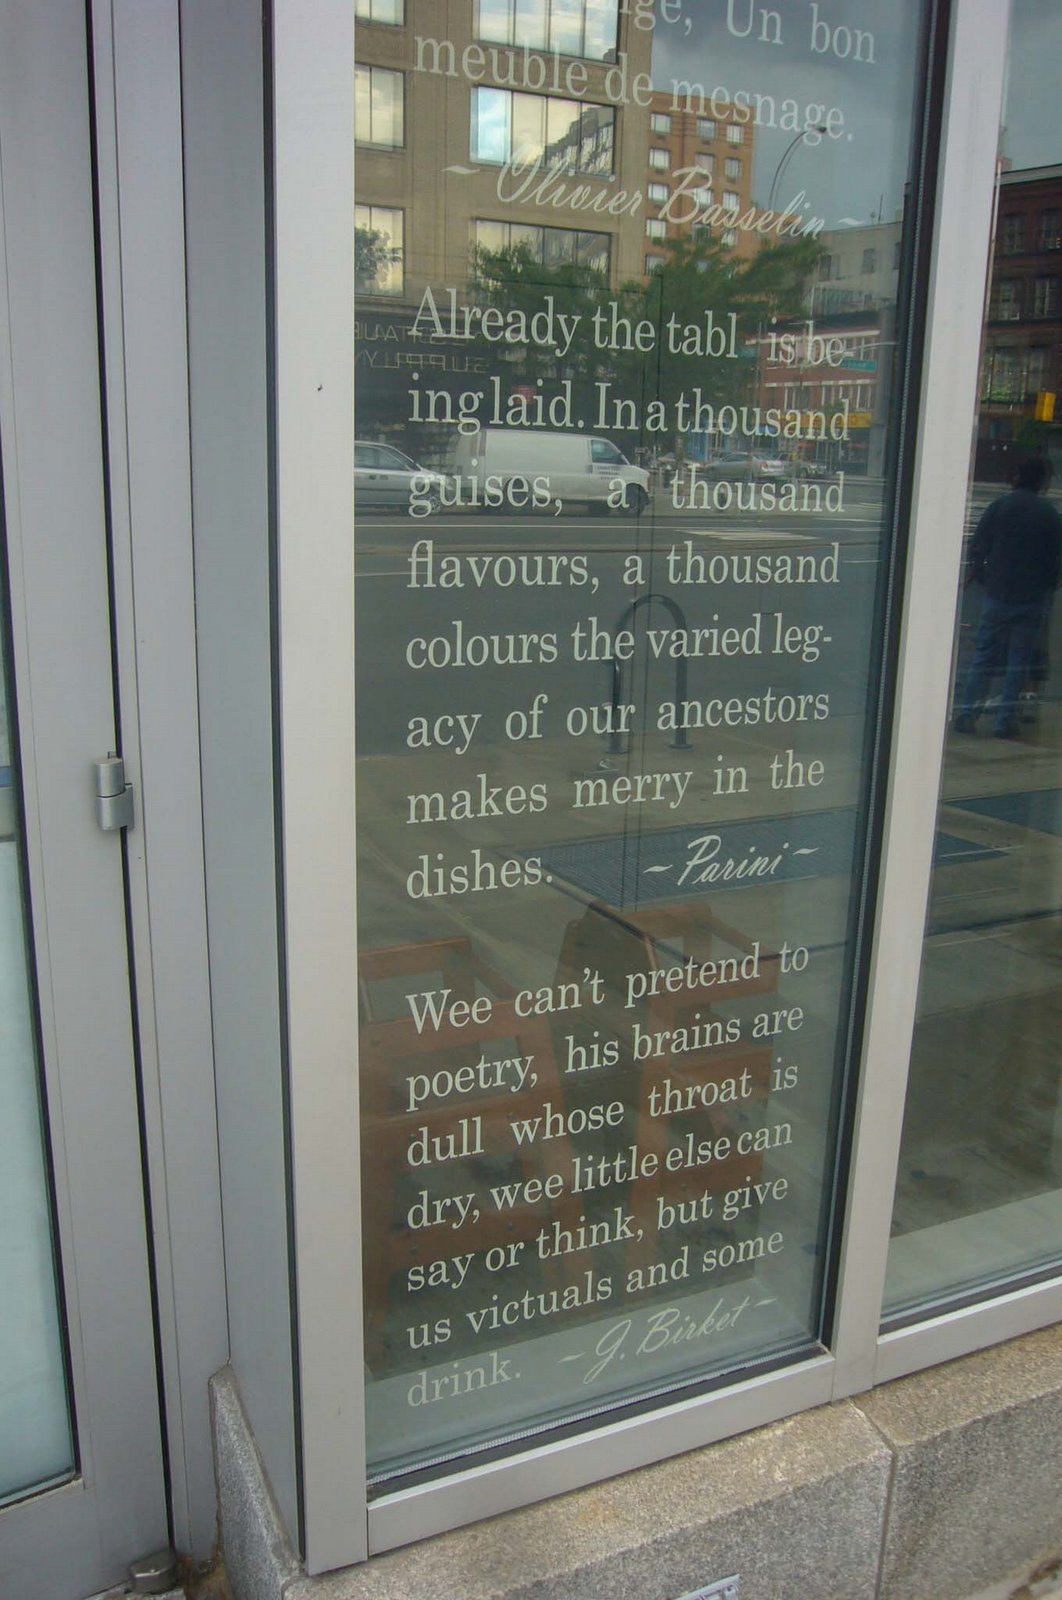 Un bon
meuble de mesnage.
~ Olivier Basselin ~
Already the tabl is be
ing laid. In a thousand
guises, a thousand
flavours, a thousand
colours the varied leg-
acy of our ancestors
makes merry in the
dishes. ~ Parini ~
Wee can't pretend to
poetry, his brains are
dull whose throat is
dry, wee little else can
say or think, but give
us victuals and some
drink. ~ J. Birket ~